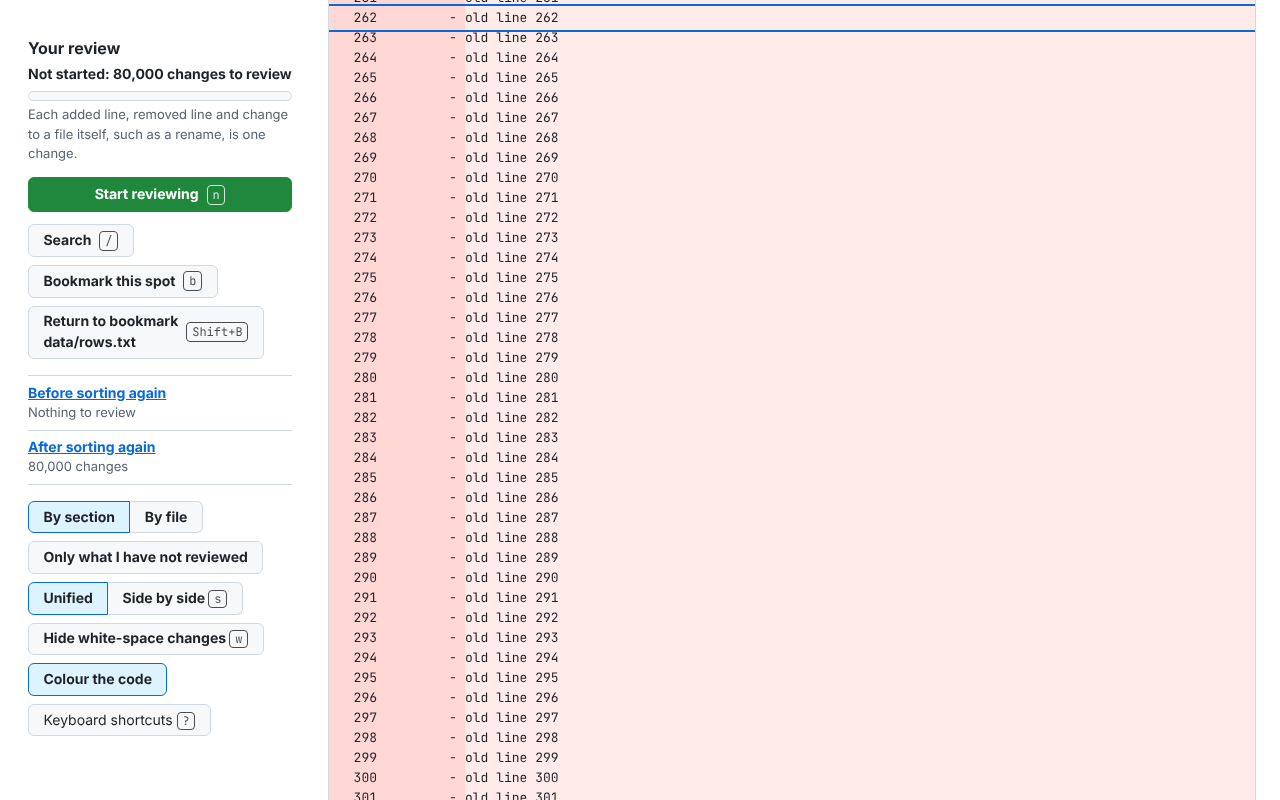 Your review
Not started: 80,000 changes to review
Each added line, removed line and change
to a file itself, such as a rename, is one
change.
Start reviewing n
Search /
Bookmark this spot b
Return to bookmark
data/rows.txt Shift+B
Before sorting again
Nothing to review
After sorting again
80,000 changes
By section By file
Only what I have not reviewed
Unified Side by side s
Hide white-space changes w
Colour the code
Keyboard shortcuts ?
261 - old line 261
262 - old line 262
263 - old line 263
264 - old line 264
265 - old line 265
266 - old line 266
267 - old line 267
268 - old line 268
269 - old line 269
270 - old line 270
271 - old line 271
272 - old line 272
273 - old line 273
274 - old line 274
275 - old line 275
276 - old line 276
277 - old line 277
278 - old line 278
279 - old line 279
280 - old line 280
281 - old line 281
282 - old line 282
283 - old line 283
284 - old line 284
285 - old line 285
286 - old line 286
287 - old line 287
288 - old line 288
289 - old line 289
290 - old line 290
291 - old line 291
292 - old line 292
293 - old line 293
294 - old line 294
295 - old line 295
296 - old line 296
297 - old line 297
298 - old line 298
299 - old line 299
300 - old line 300
301 - old line 301